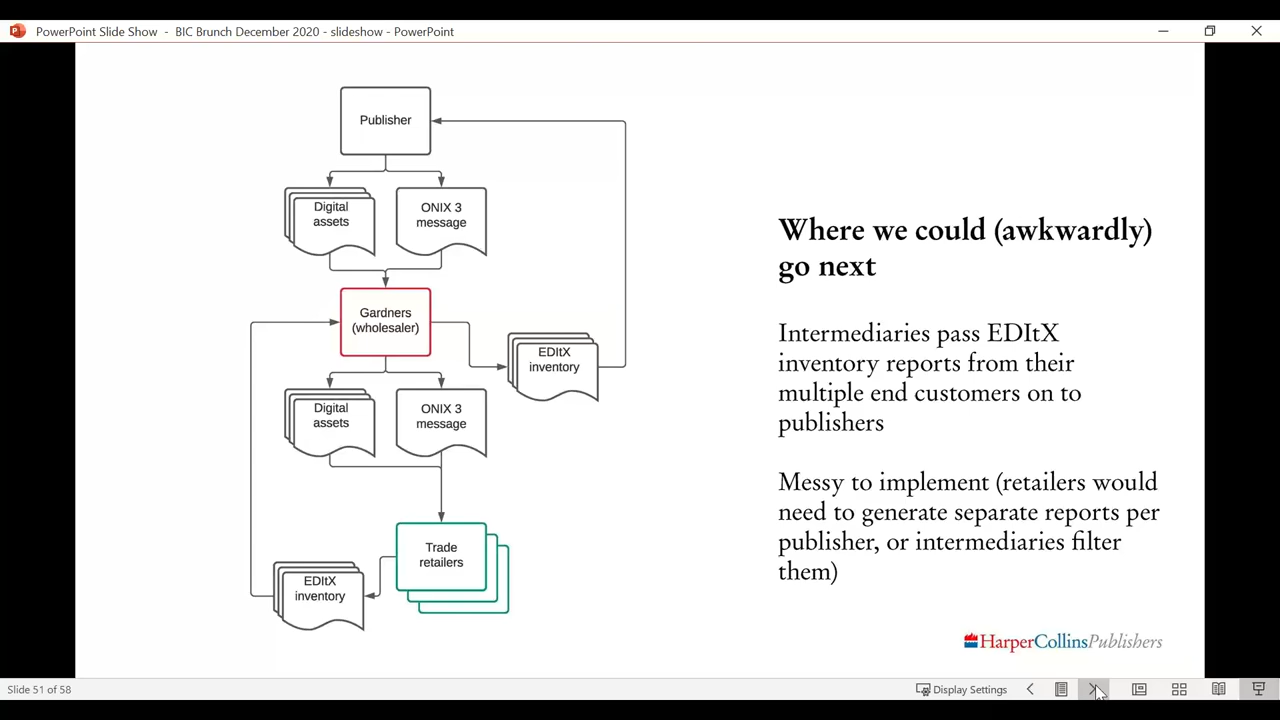 PowerPoint Slide Show - BIC Brunch December 2020 - slideshow - PowerPoint
Publisher
Digital
assets
ONIX 3
message
Gardners
(wholesaler)
EDItX
inventory
Digital
assets
ONIX 3
message
Trade
retailers
EDItX
inventory
Where we could (awkwardly)
go next
Intermediaries pass EDItX
inventory reports from their
multiple end customers on to
publishers
Messy to implement (retailers would
need to generate separate reports per
publisher, or intermediaries filter
them)
HarperCollinsPublishers
Slide 51 of 58
Display Settings